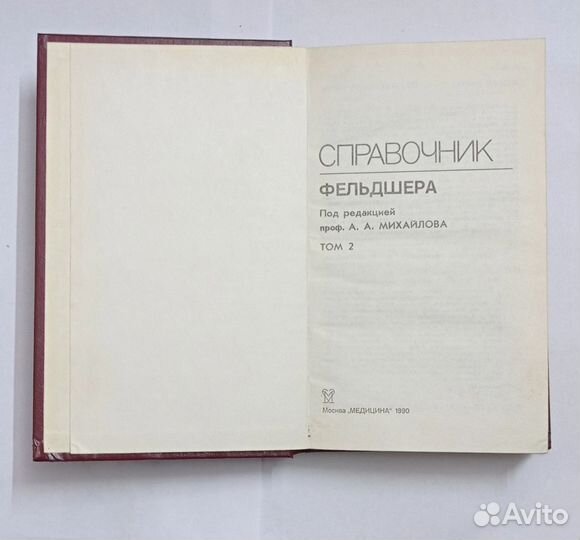 СПРАВОЧНИК
ФЕЛЬДШЕРА
Под редакцией
проф. А. А. МИХАЙЛОВА
ТОМ 2
Москва „МЕДИЦИНА" 1990
Avito